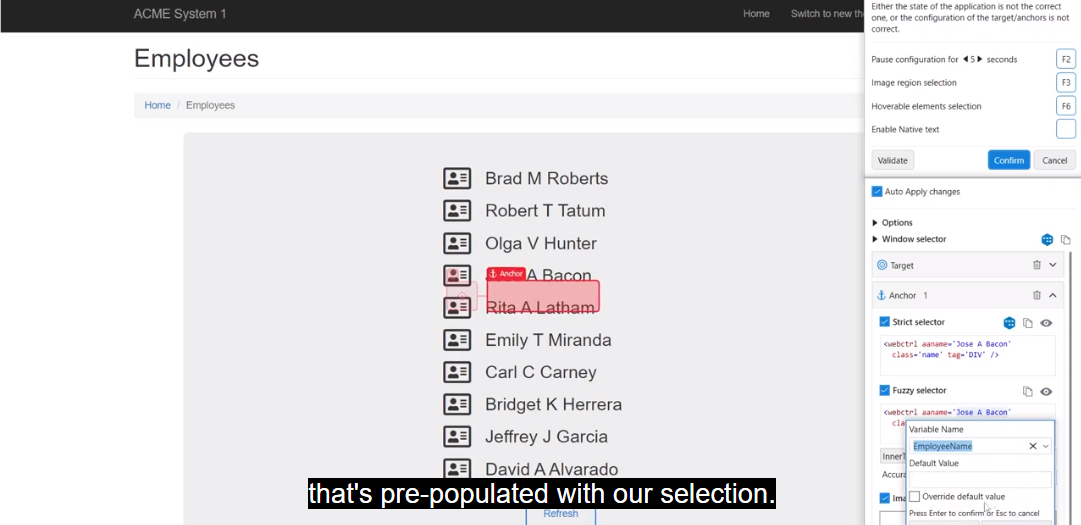 ACME System 1
Home
Switch to new the
Employees
Home / Employees
Brad M Roberts
Robert T Tatum
Olga V Hunter
A Bacon
Anchor
Rita A Latham
Emily T Miranda
Carl C Carney
Bridget K Herrera
Jeffrey J Garcia
David A Alvarado
Refresh
that's pre-populated with our selection.
Either the state of the application is not the correct
one, or the configuration of the target/anchors is not
correct.
Pause configuration for 5 seconds F2
Image region selection F3
Hoverable elements selection F6
Enable Native text
Validate
Confirm
Cancel
Auto Apply changes
Options
Window selector
Target
Anchor 1
Strict selector
<webctrl aaname='Jose A Bacon'
class='name' tag='DIV' />
Fuzzy selector
<webctrl aaname='Jose A Bacon'
cla
Variable Name
EmployeeName
InnerT
Default Value
Accura
Override default value
Ima
Press Enter to confirm or Esc to cancel